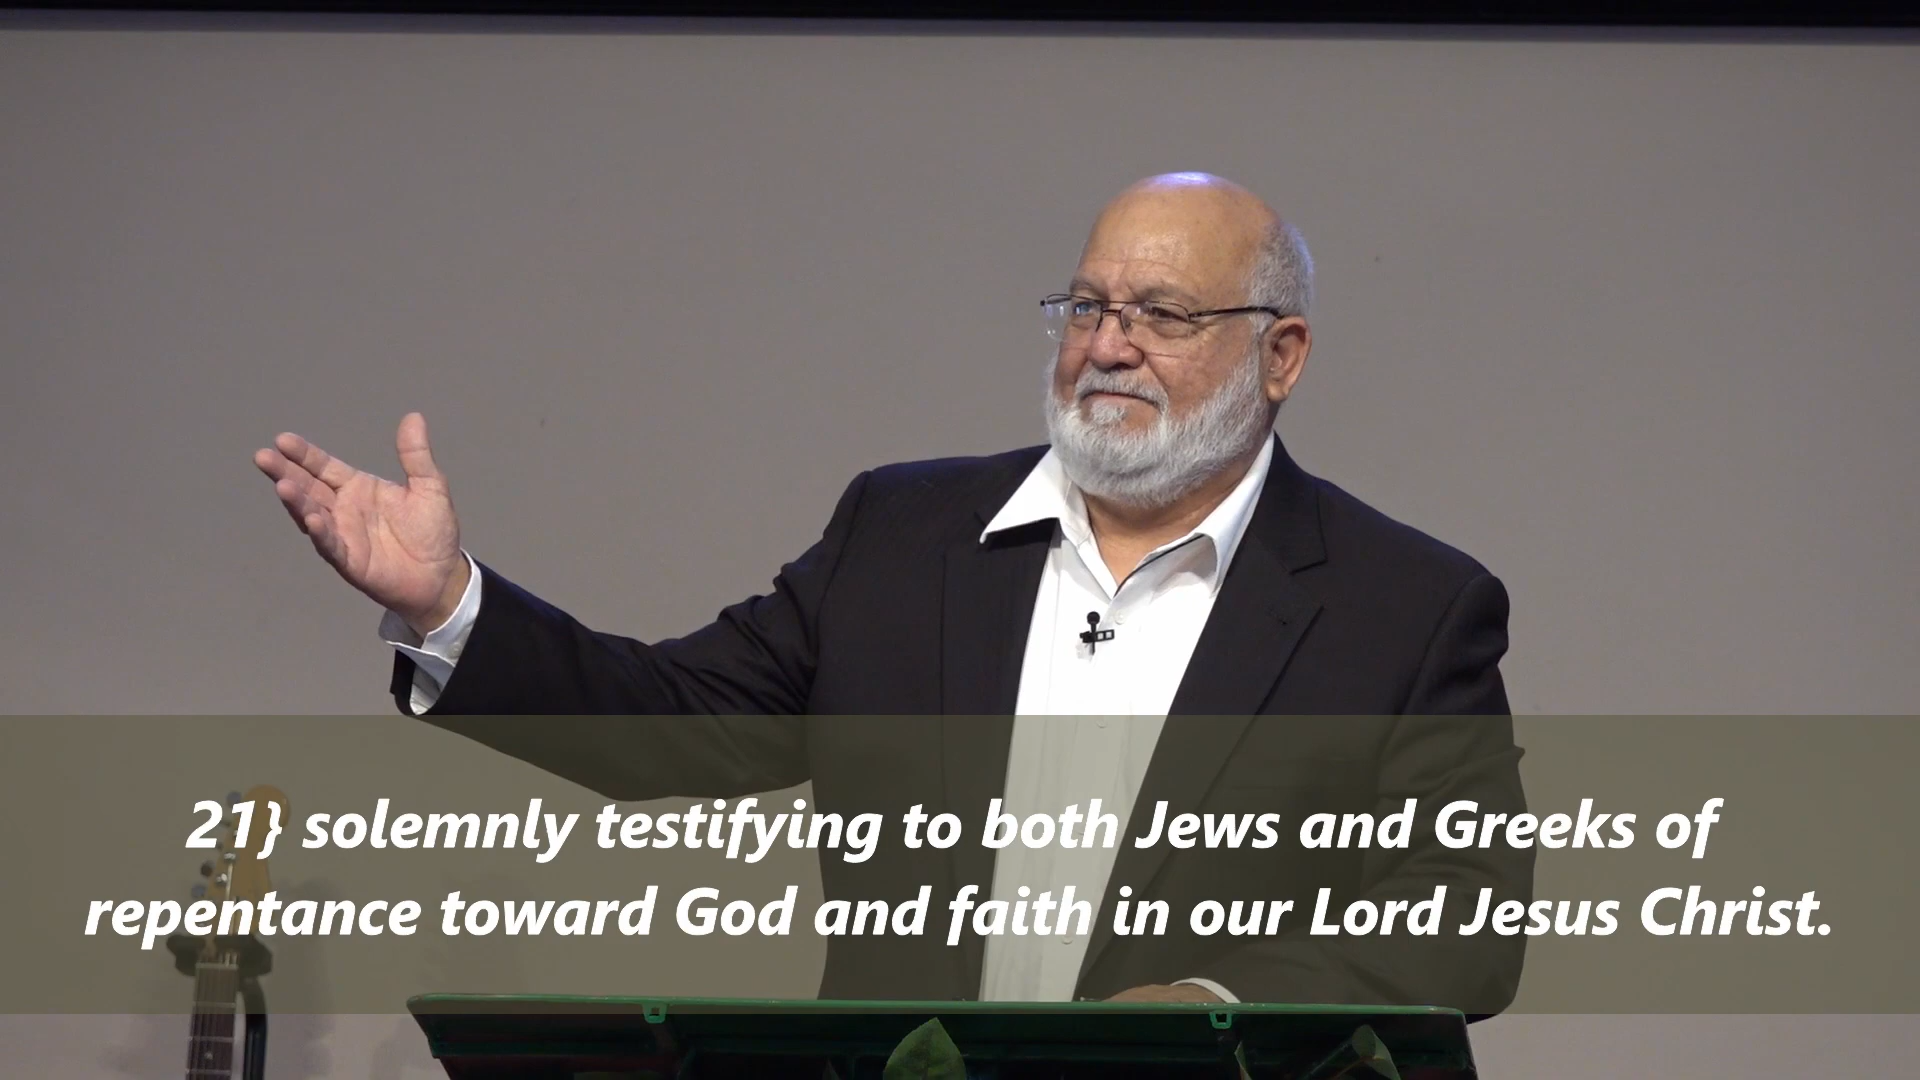 21} solemnly testifying to both Jews and Greeks of
repentance toward God and faith in our Lord Jesus Christ.